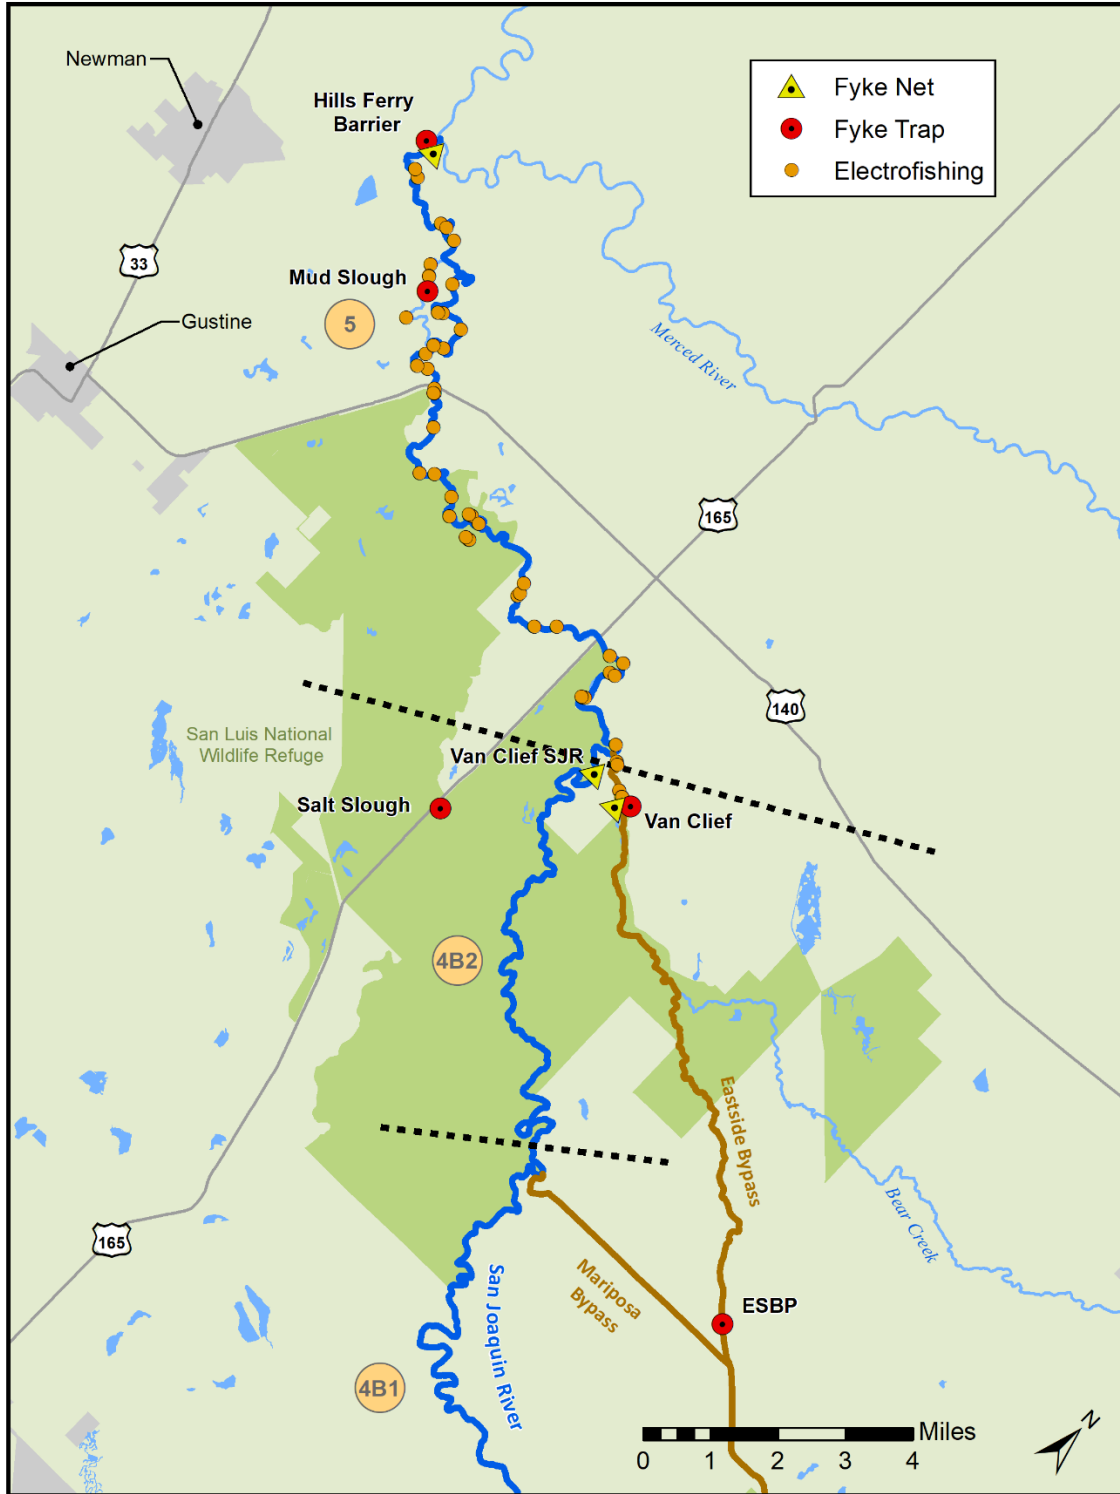 Newman
Hills Ferry
Barrier
Fyke Net
Fyke Trap
Electrofishing
33
Mud Slough
5
Gustine
Merced River
165
140
San Luis National
Wildlife Refuge
Van Clief SJR
Salt Slough
Van Clief
4B2
Eastside Bypass
Bear Creek
165
Mariposa
Bypass
San Joaquin River
ESBP
4B1
Miles
0 1 2 4
N